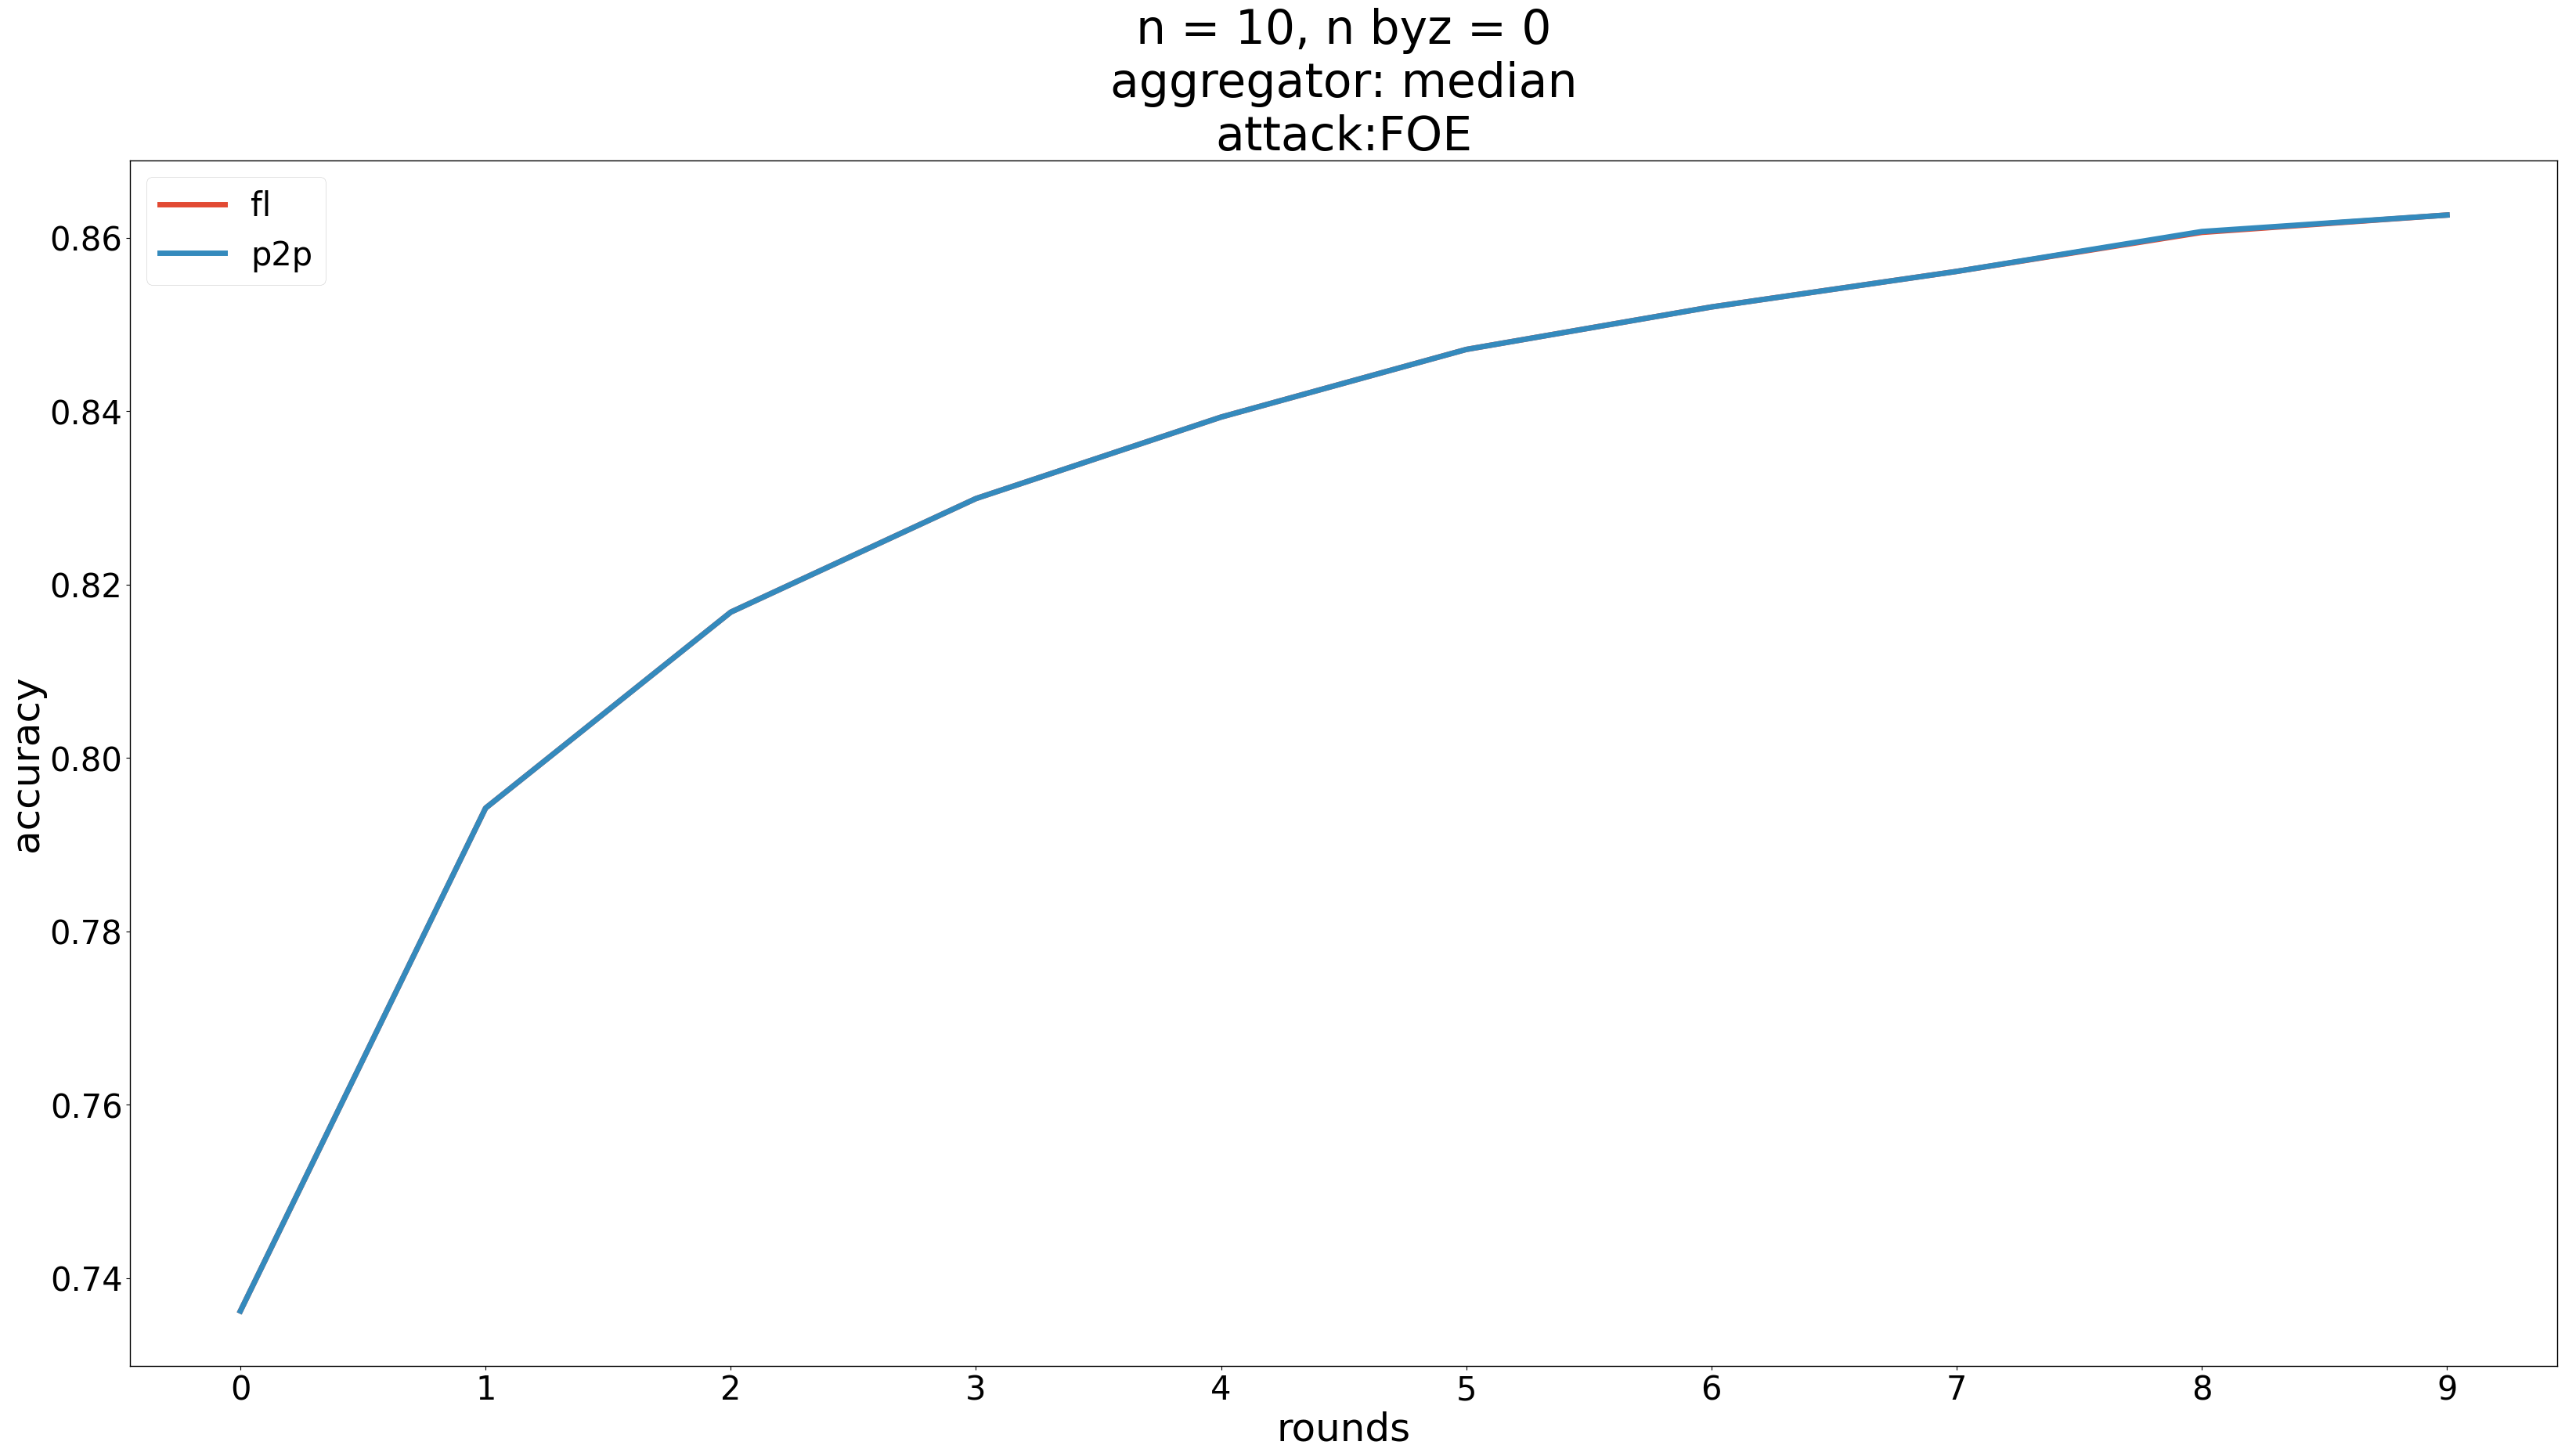 n = 10, n byz = 0
aggregator: median
attack:FOE
fl
p2p
0.86
0.84
0.82
0.80
0.78
0.76
0.74
accuracy
0 1 2 3 4 5 6 7 8 9
rounds